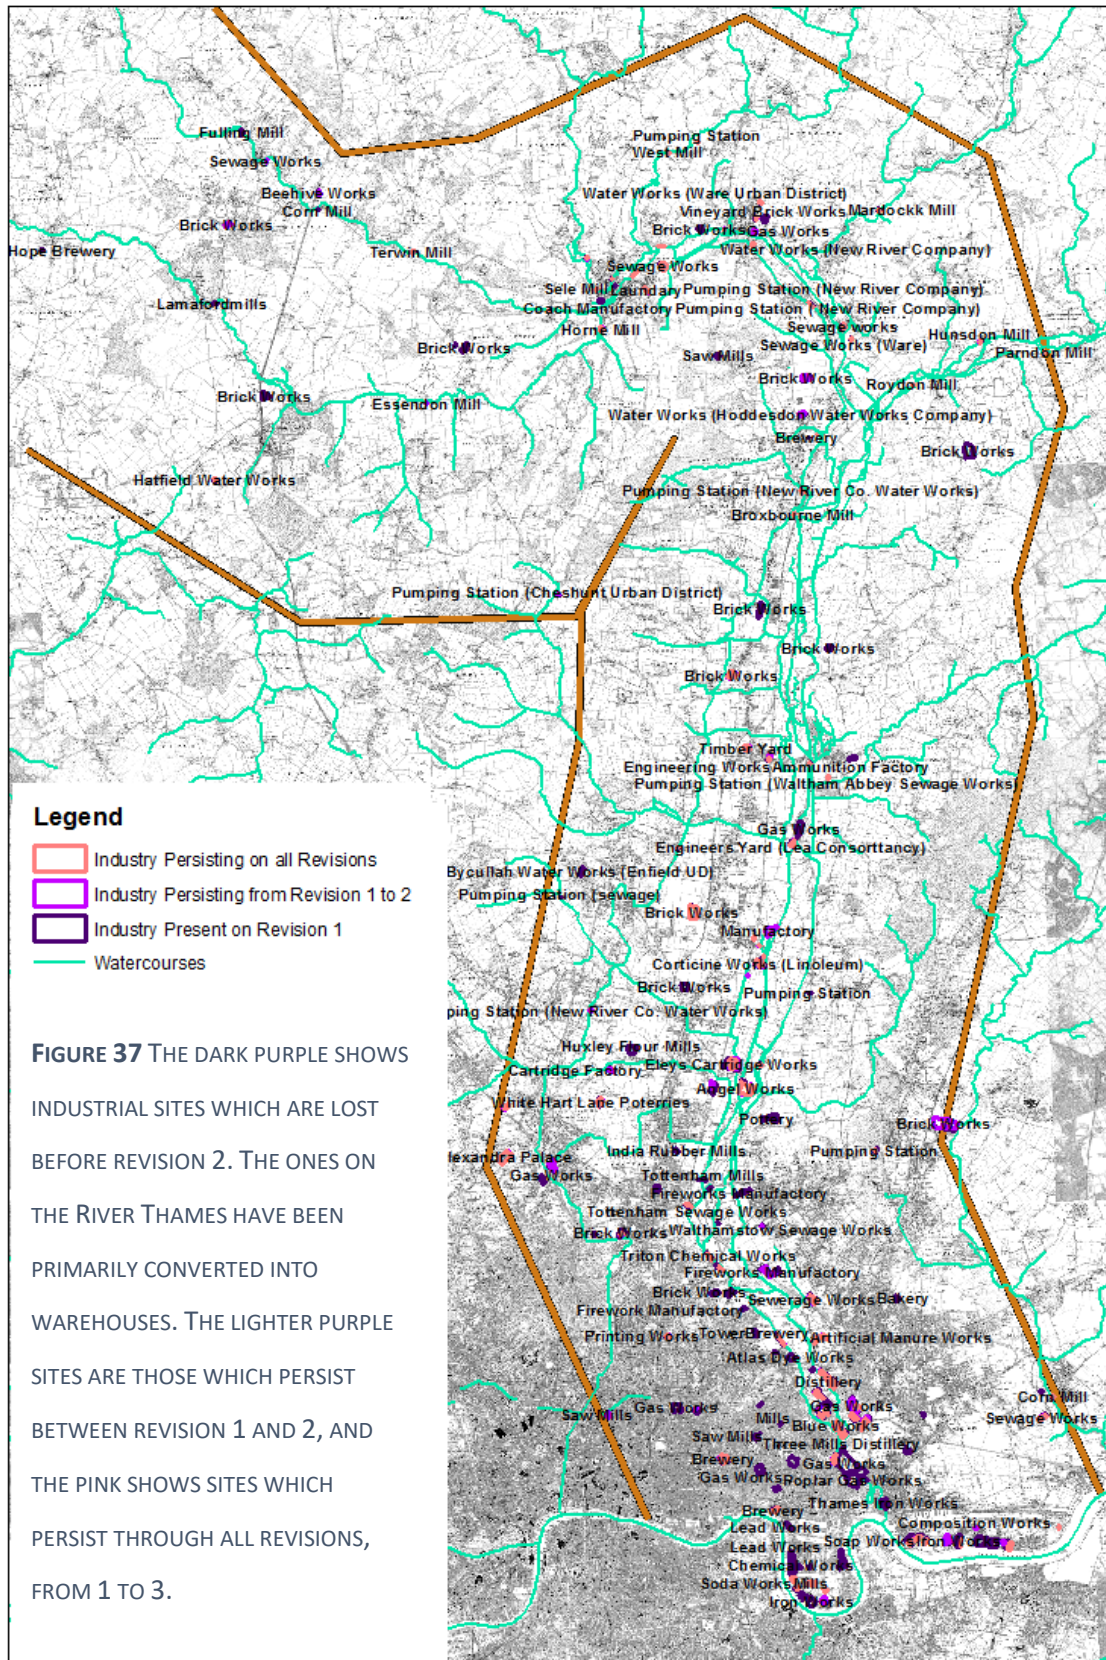 Pumping Station
Fulling Mill
West Mill
Sewage Works
Beehive Works
Water Works (Ware Urban District)
Corn Mill
Vineyard Brick Works
Mardockk Mill
Brick Works
Brick Works
Gas Works
Hope Brewery
Terwin Mill
Water Works (New River Company)
Sewage Works
Sele Mill
Laundary
Pumping Station (New River Company)
Lamafordmills
Coach Manufactory
Pumping Station ( New River Company)
Horne Mill
Sewage works
Hunsdon Mill
Brick Works
Saw Mills
Sewage Works (Ware)
Parndon Mill
Brick Works
Roydon Mill
Brick Works
Essendon Mill
Water Works (Hoddesdon Water Works Company)
Brewery
Brick Works
Hatfield Water Works
Pumping Station (New River Co. Water Works)
Broxbourne Mill
Pumping Station (Cheshunt Urban District)
Brick Works
Brick Works
Brick Works
Timber Yard
Engineering Works
Ammunition Factory
Pumping Station (Waltham Abbey Sewage Works)
Gas Works
Engineers Yard (Lea Consorttancy)
Bycullah Water Works (Enfield UD)
Pumping Station (sewage)
Brick Works
Manufactory
Corticine Works (Linoleum)
Brick Works
Pumping Station
ping Station (New River Co. Water Works)
Huxley Flour Mills
Cartridge Factory
Eleys Cartridge Works
Angel Works
White Hart Lane Poterries
Pottery
Brick Works
India Rubber Mills
Pumping Station
lexandra Palace
Gas Works
Tottenham Mills
Fireworks Manufactory
Tottenham Sewage Works
Brick Works
Walthamstow Sewage Works
Triton Chemical Works
Fireworks Manufactory
Brick Works
Sewerage Works
Bakery
Firework Manufactory
Printing Works
Tower Brewery
Artificial Manure Works
Atlas Dye Works
Distillery
Corn Mill
Saw Mills
Gas Works
Mills
Gas Works
Sewage Works
Blue Works
Saw Mills
Three Mills Distillery
Brewery
Gas Works
Gas Works
Poplar Gas Works
Brewery
Thames Iron Works
Lead Works
Composition Works
Lead Works
Soap Works
Iron Works
Chemical Works
Soda Works
Mills
Iron Works
Legend
Industry Persisting on all Revisions
Industry Persisting from Revision 1 to 2
Industry Present on Revision 1
Watercourses
FIGURE 37 THE DARK PURPLE SHOWS
INDUSTRIAL SITES WHICH ARE LOST
BEFORE REVISION 2. THE ONES ON
THE RIVER THAMES HAVE BEEN
PRIMARILY CONVERTED INTO
WAREHOUSES. THE LIGHTER PURPLE
SITES ARE THOSE WHICH PERSIST
BETWEEN REVISION 1 AND 2, AND
THE PINK SHOWS SITES WHICH
PERSIST THROUGH ALL REVISIONS,
FROM 1 TO 3.